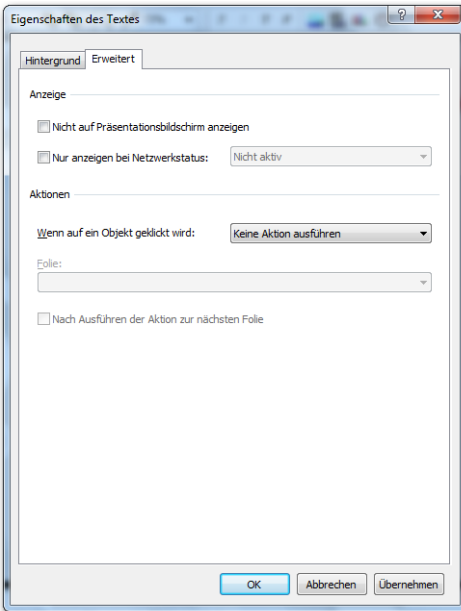 Eigenschaften des Textes
Hintergrund Erweitert
Anzeige
Nicht auf Präsentationsbildschirm anzeigen
Nur anzeigen bei Netzwerkstatus: Nicht aktiv
Aktionen
Wenn auf ein Objekt geklickt wird: Keine Aktion ausführen
Folie:
Nach Ausführen der Aktion zur nächsten Folie
OK Abbrechen Übernehmen